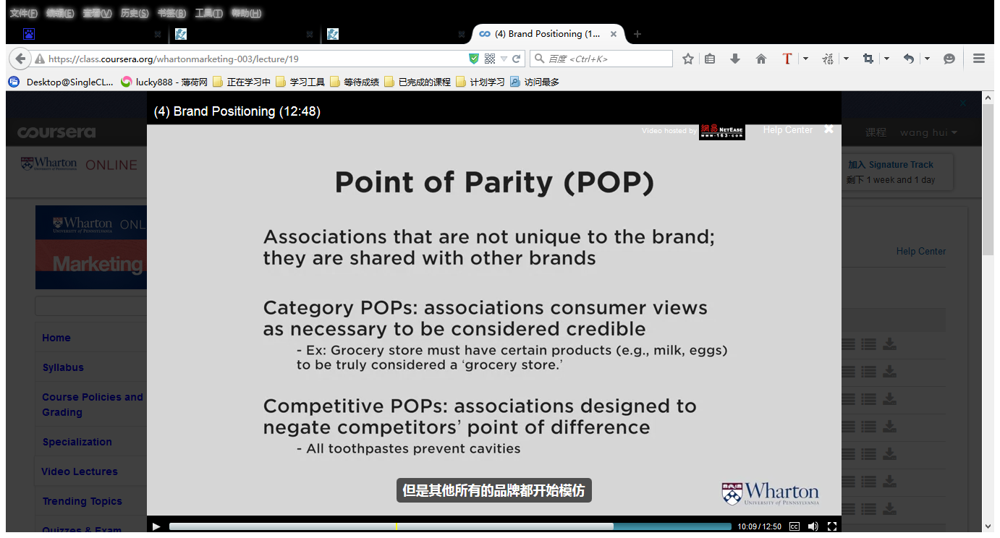 文件(F) 编辑(E) 查看(V) 历史(S) 书签(B) 工具(T) 帮助(H)
(4) Brand Positioning (1...
https://class.coursera.org/whartonmarketing-003/lecture/19
百度 <Ctrl+K>
Desktop@SingleCL... lucky888 - 薄荷网 正在学习中 学习工具 等待成绩 已完成的课程 计划学习 访问最多
(4) Brand Positioning (12:48)
coursera
课程 wang hui
Video hosted by 網易 NETEASE www.163.com Help Center
Wharton ONLINE
加入 Signature Track
剩下 1 week and 1 day
Point of Parity (POP)
Wharton ONL
UNIVERSITY OF PENNSYLVANIA
Marketing
Help Center
Associations that are not unique to the brand;
they are shared with other brands
Category POPs: associations consumer views
as necessary to be considered credible
- Ex: Grocery store must have certain products (e.g., milk, eggs)
to be truly considered a ‘grocery store.’
Competitive POPs: associations designed to
negate competitors’ point of difference
- All toothpastes prevent cavities
Home
Syllabus
Course Policies and
Grading
Specialization
Video Lectures
Trending Topics
Quizzes & Exam
但是其他所有的品牌都开始模仿
Wharton
UNIVERSITY of PENNSYLVANIA
10:09/12:50
CC